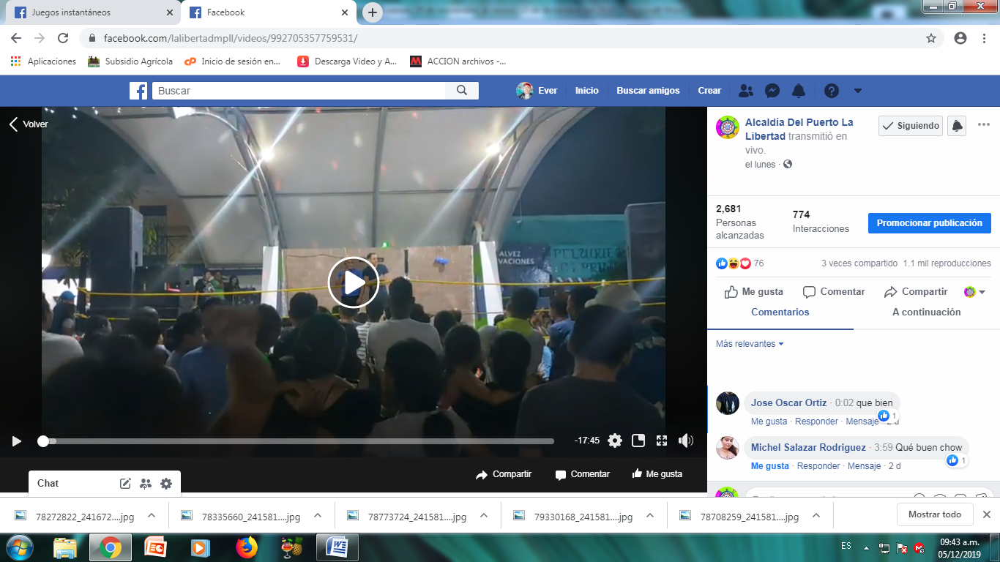 Juegos instantáneos
Facebook
facebook.com/lalibertadmpll/videos/992705357759531/
Aplicaciones
Subsidio Agrícola
Inicio de sesión en...
Descarga Video y A...
ACCION archivos -...
Buscar
Ever
Inicio
Buscar amigos
Crear
Volver
ALVEZ
VACIONES
-17:45
Compartir
Comentar
Me gusta
Chat
Alcaldía Del Puerto La
Libertad transmitió en
vivo.
el lunes ·
Siguiendo
2,681
Personas
alcanzadas
774
Interacciones
Promocionar publicación
76
3 veces compartido 1.1 mil reproducciones
Me gusta
Comentar
Compartir
Comentarios
A continuación
Más relevantes
Jose Oscar Ortiz · 0:02 que bien
1
Me gusta · Responder · Mensaje · 2 d
Michel Salazar Rodriguez · 3:59 Qué buen chow
1
Me gusta · Responder · Mensaje · 2 d
78272822_241672....jpg
78335660_241581....jpg
78773724_241581....jpg
79330168_241581....jpg
78708259_241581....jpg
Mostrar todo
ES
09:43 a.m.
05/12/2019